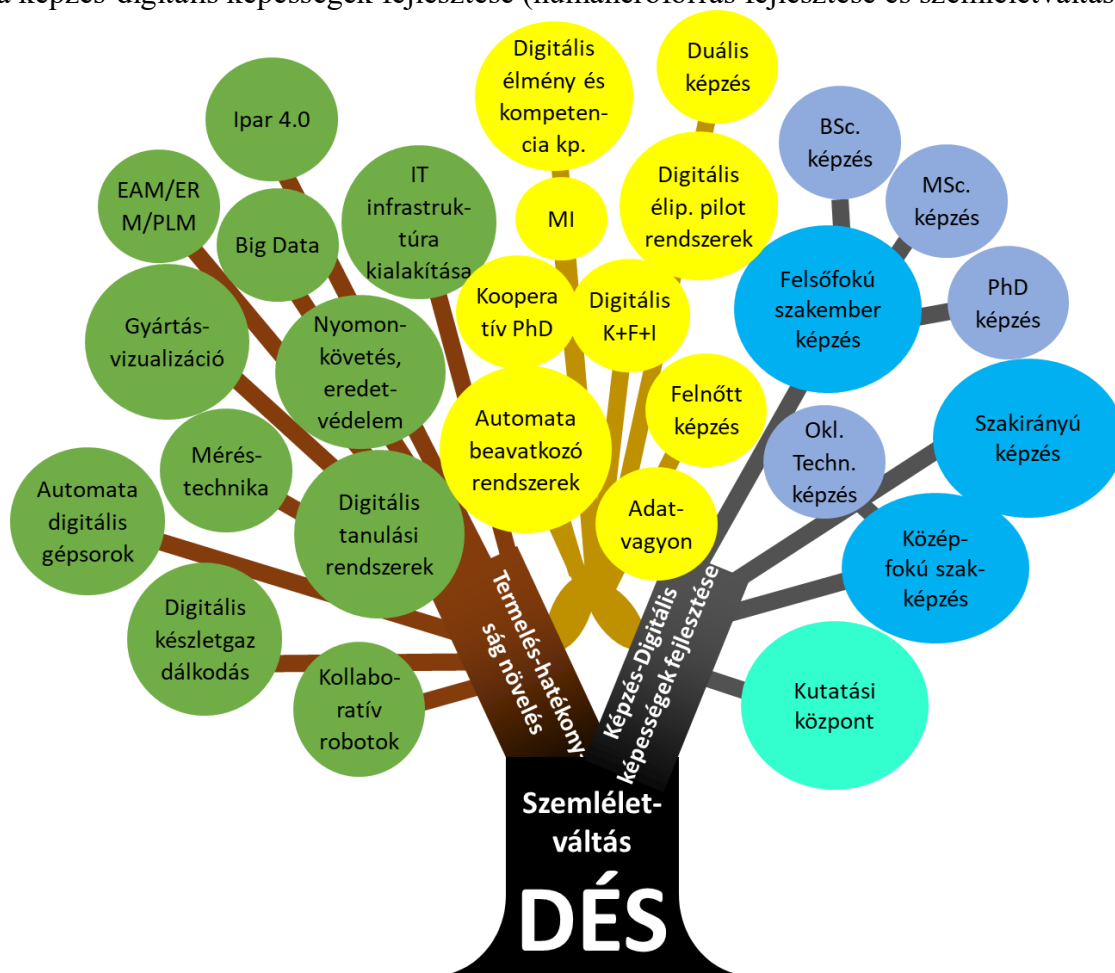 a képzés-digitális képességek fejlesztése (humánerőforrás fejlesztése és szemléletváltás
Digitális
élmény és
kompeten-
cia kp.
Duális
képzés
Ipar 4.0
BSc.
képzés
MSc.
képzés
EAM/ER
M/PLM
Big Data
IT
infrastruk-
túra
kialakítása
MI
Digitális
élip. pilot
rendszerek
Gyártás-
vizualizáció
Nyomon-
követés,
eredet-
védelem
Koopera
tív PhD
Digitális
K+F+I
Felsőfokú
szakember
képzés
PhD
képzés
Automata
beavatkozó
rendszerek
Felnőtt
képzés
Okl.
Techn.
képzés
Szakirányú
képzés
Mérés-
technika
Automata
digitális
gépsorok
Digitális
tanulási
rendszerek
Adat-
vagyon
Közép-
fokú szak-
képzés
Digitális
készletgaz
dálkodás
Kollabo-
ratív
robotok
Termelés-hatékony-
ság növelés
Képzés-Digitális
képességek fejlesztése
Kutatási
központ
Szemlélet-
váltás
DÉS